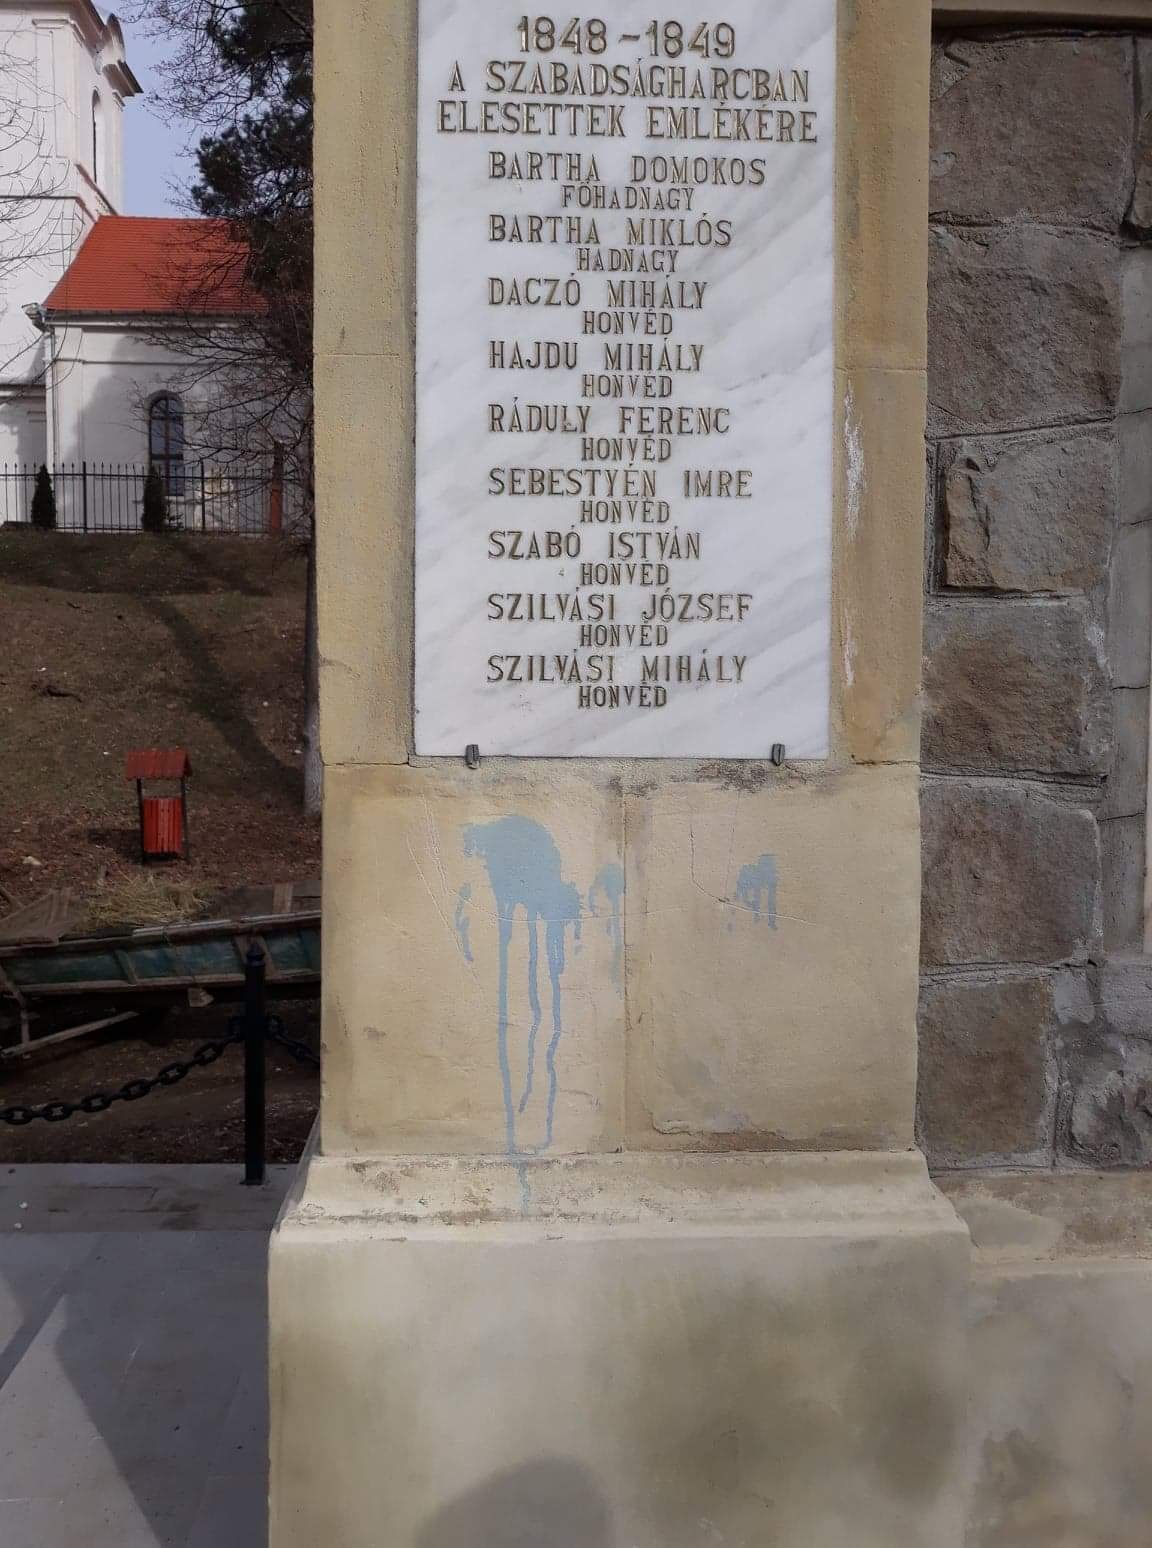 1848-1849
A SZABADSÁGHARCBAN
ELESETTEK EMLÉKÉRE
BARTHA DOMOKOS
FŐHADNAGY
BARTHA MIKLÓS
HADNAGY
DACZÓ MIHÁLY
HONVÉD
HAJDU MIHÁLY
HONVÉD
RÁDULY FERENC
HONVÉD
SEBESTYÉN IMRE
HONVÉD
SZABÓ ISTVÁN
HONVÉD
SZILVÁSI JÓZSEF
HONVÉD
SZILVÁSI MIHÁLY
HONVÉD